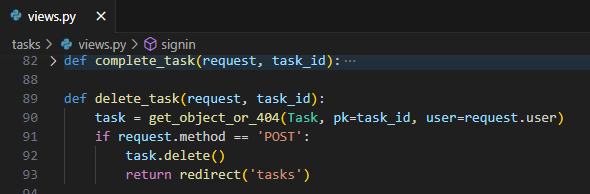 views.py
tasks > views.py > signin
82 > def complete_task(request, task_id):…
88
89 def delete_task(request, task_id):
90 task = get_object_or_404(Task, pk=task_id, user=request.user)
91 if request.method == 'POST':
92 task.delete()
93 return redirect('tasks')